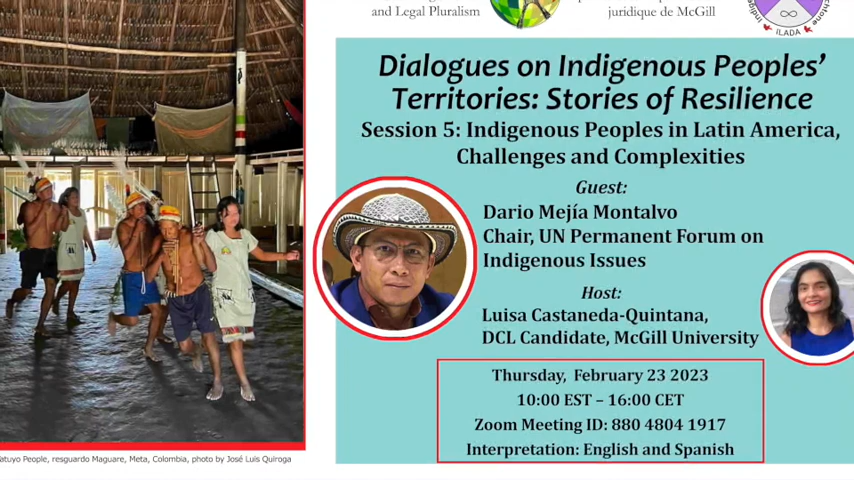 and Legal Pluralism
juridique de McGill
ILADA
Dialogues on Indigenous Peoples'
Territories: Stories of Resilience
Session 5: Indigenous Peoples in Latin America,
Challenges and Complexities
Guest:
Dario Mejía Montalvo
Chair, UN Permanent Forum on
Indigenous Issues
Host:
Luisa Castaneda-Quintana,
DCL Candidate, McGill University
Thursday, February 23 2023
10:00 EST – 16:00 CET
Zoom Meeting ID: 880 4804 1917
Interpretation: English and Spanish
People, resguardo Maguare, Meta, Colombia, photo by José Luis Quiroga